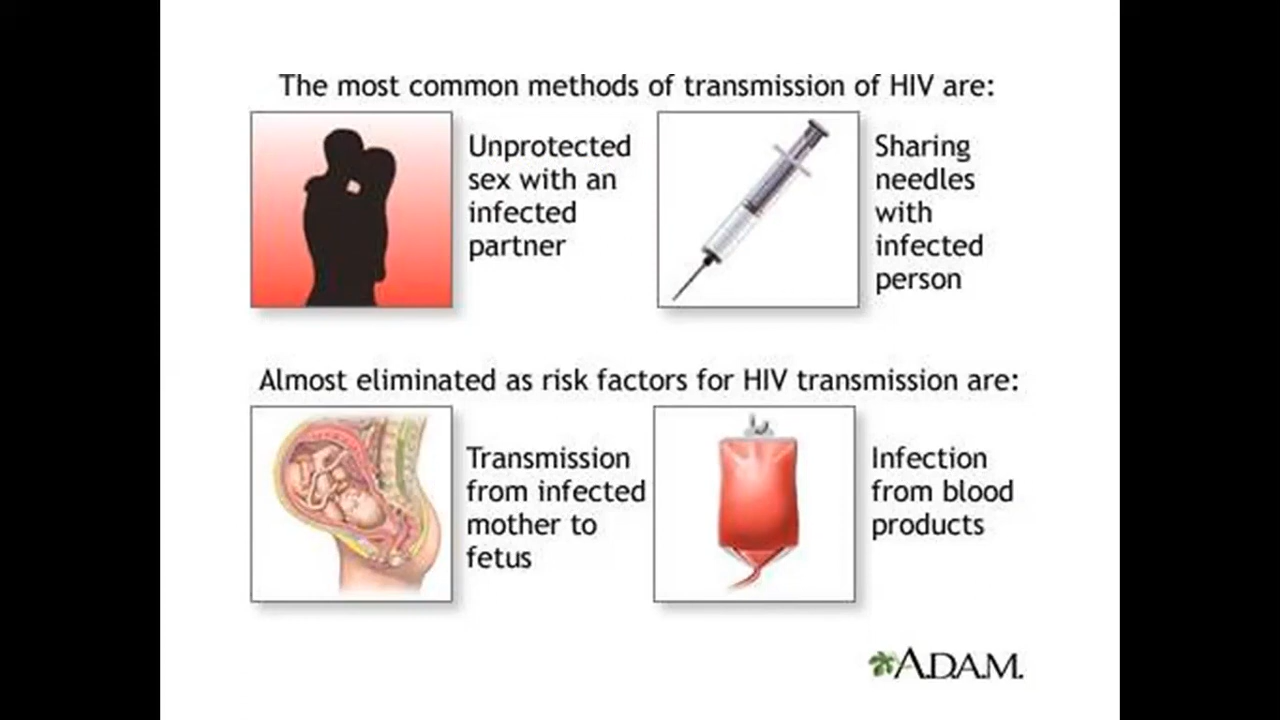 The most common methods of transmission of HIV are:
Unprotected
sex with an
infected
partner
Sharing
needles
with
infected
person
Almost eliminated as risk factors for HIV transmission are:
Transmission
from infected
mother to
fetus
Infection
from blood
products
A.D.A.M.